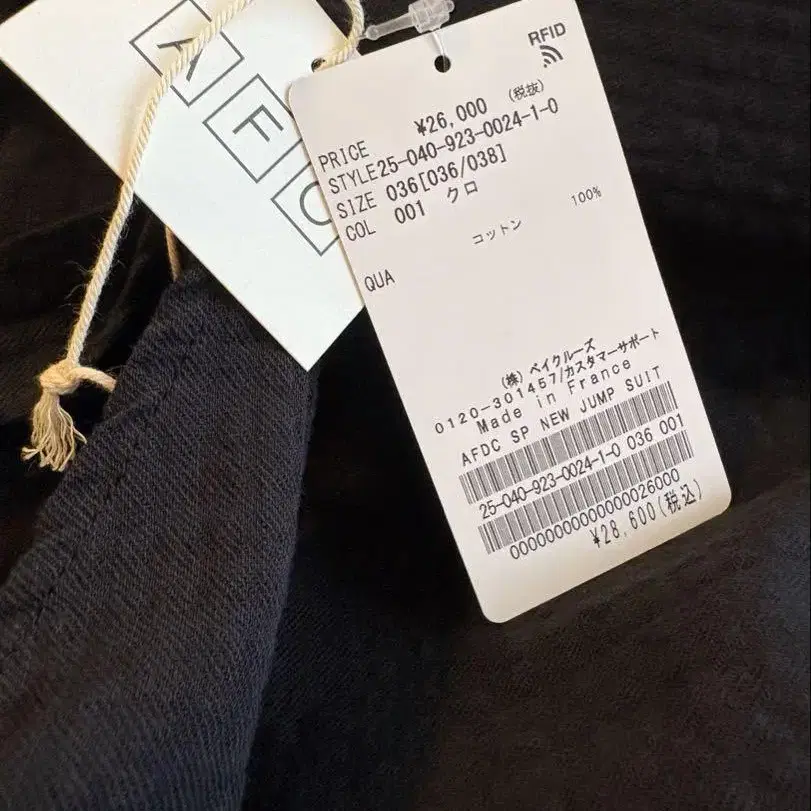 A F C
RFID
PRICE ¥26,000 (税抜)
STYLE25-040-923-0024-1-0
SIZE 036[036/038]
COL 001 クロ
コットン 100%
QUA
(株) ベイクルーズ
0120-301457/カスタマーサポート
Made in France
AFDC SP NEW JUMP SUIT
25-040-923-0024-1-0 036 001
00000000000000026000
¥28,600(税込)